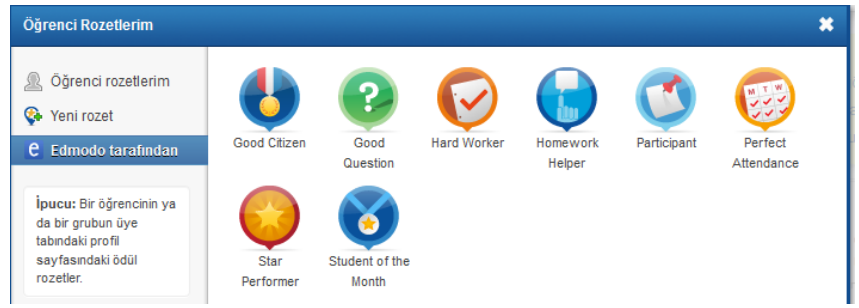 Öğrenci Rozetlerim
Öğrenci rozetlerim
Yeni rozet
e Edmodo tarafından
İpucu: Bir öğrencinin ya
da bir grubun üye
tabındaki profil
sayfasındaki ödül
rozetler.
Good Citizen
Good
Question
Hard Worker
Homework
Helper
Participant
M T W
Perfect
Attendance
Star
Performer
Student of the
Month